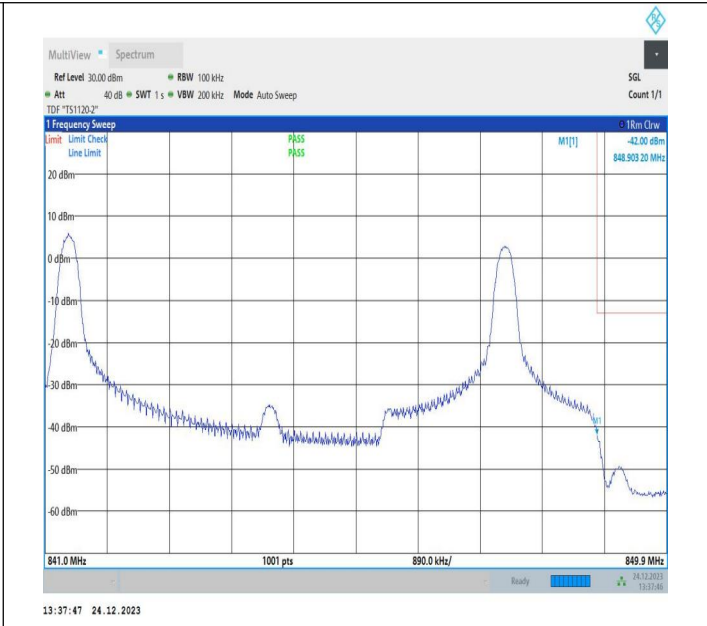 R S
MultiView Spectrum
Ref Level 30.00 dBm RBW 100 kHz SGL
Att 40 dB SWT 1 s VBW 200 kHz Mode Auto Sweep Count 1/1
TDF "TS1120-2"
1 Frequency Sweep 1Rm Clrw
Limit Limit Check PASS M1[1] -42.00 dBm
Line Limit PASS 848.903 20 MHz
20 dBm
10 dBm
0 dBm
-10 dBm
-20 dBm
-30 dBm
-40 dBm
M1
-50 dBm
-60 dBm
841.0 MHz 1001 pts 890.0 kHz/ 849.9 MHz
Ready 24.12.2023
13:37:46
13:37:47 24.12.2023